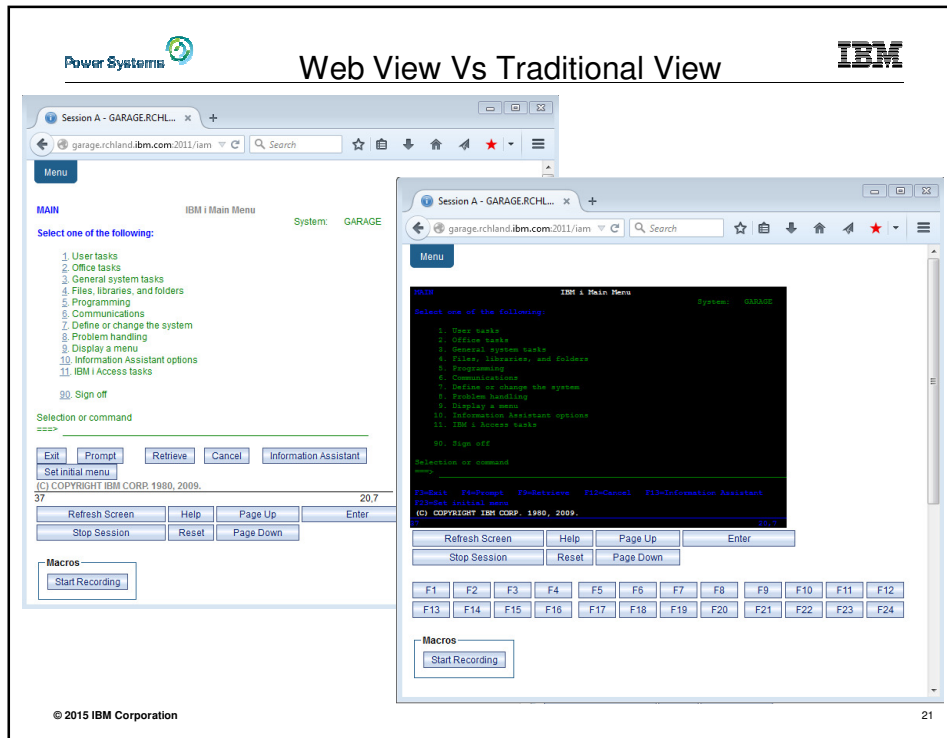 Power Systems
Web View Vs Traditional View
IBM
Session A - GARAGE.RCHL... × +
garage.rchland.ibm.com:2011/iam
Search
Menu
MAIN IBM i Main Menu
System: GARAGE
Select one of the following:
1. User tasks
2. Office tasks
3. General system tasks
4. Files, libraries, and folders
5. Programming
6. Communications
7. Define or change the system
8. Problem handling
9. Display a menu
10. Information Assistant options
11. IBM i Access tasks
90. Sign off
Selection or command
===>
Exit Prompt Retrieve Cancel Information Assistant
Set initial menu
(C) COPYRIGHT IBM CORP. 1980, 2009.
37 20,7
Refresh Screen Help Page Up Enter
Stop Session Reset Page Down
Macros
Start Recording
Session A - GARAGE.RCHL... × +
garage.rchland.ibm.com:2011/iam
Search
Menu
MAIN IBM i Main Menu
System: GARAGE
Select one of the following:
1. User tasks
2. Office tasks
3. General system tasks
4. Files, libraries, and folders
5. Programming
6. Communications
7. Define or change the system
8. Problem handling
9. Display a menu
10. Information Assistant options
11. IBM i Access tasks
90. Sign off
Selection or command
===>
F3=Exit F4=Prompt F9=Retrieve F12=Cancel F13=Information Assistant
F23=Set initial menu
(C) COPYRIGHT IBM CORP. 1980, 2009.
37 20,7
Refresh Screen Help Page Up Enter
Stop Session Reset Page Down
F1 F2 F3 F4 F5 F6 F7 F8 F9 F10 F11 F12
F13 F14 F15 F16 F17 F18 F19 F20 F21 F22 F23 F24
Macros
Start Recording
© 2015 IBM Corporation
21